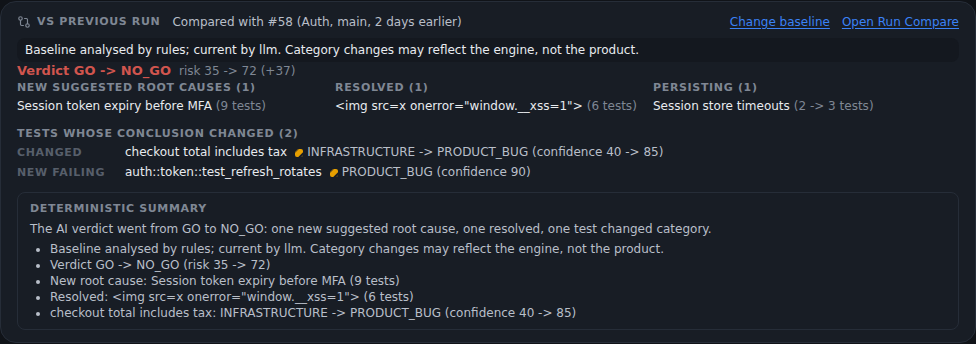 VS PREVIOUS RUN Compared with #58 (Auth, main, 2 days earlier) Change baseline Open Run Compare
Baseline analysed by rules; current by llm. Category changes may reflect the engine, not the product.
Verdict GO -> NO_GO risk 35 -> 72 (+37)
NEW SUGGESTED ROOT CAUSES (1) RESOLVED (1) PERSISTING (1)
Session token expiry before MFA (9 tests) <img src=x onerror="window.__xss=1"> (6 tests) Session store timeouts (2 -> 3 tests)
TESTS WHOSE CONCLUSION CHANGED (2)
CHANGED checkout total includes tax INFRASTRUCTURE -> PRODUCT_BUG (confidence 40 -> 85)
NEW FAILING auth::token::test_refresh_rotates PRODUCT_BUG (confidence 90)
DETERMINISTIC SUMMARY
The AI verdict went from GO to NO_GO: one new suggested root cause, one resolved, one test changed category.
• Baseline analysed by rules; current by llm. Category changes may reflect the engine, not the product.
• Verdict GO -> NO_GO (risk 35 -> 72)
• New root cause: Session token expiry before MFA (9 tests)
• Resolved: <img src=x onerror="window.__xss=1"> (6 tests)
• checkout total includes tax: INFRASTRUCTURE -> PRODUCT_BUG (confidence 40 -> 85)